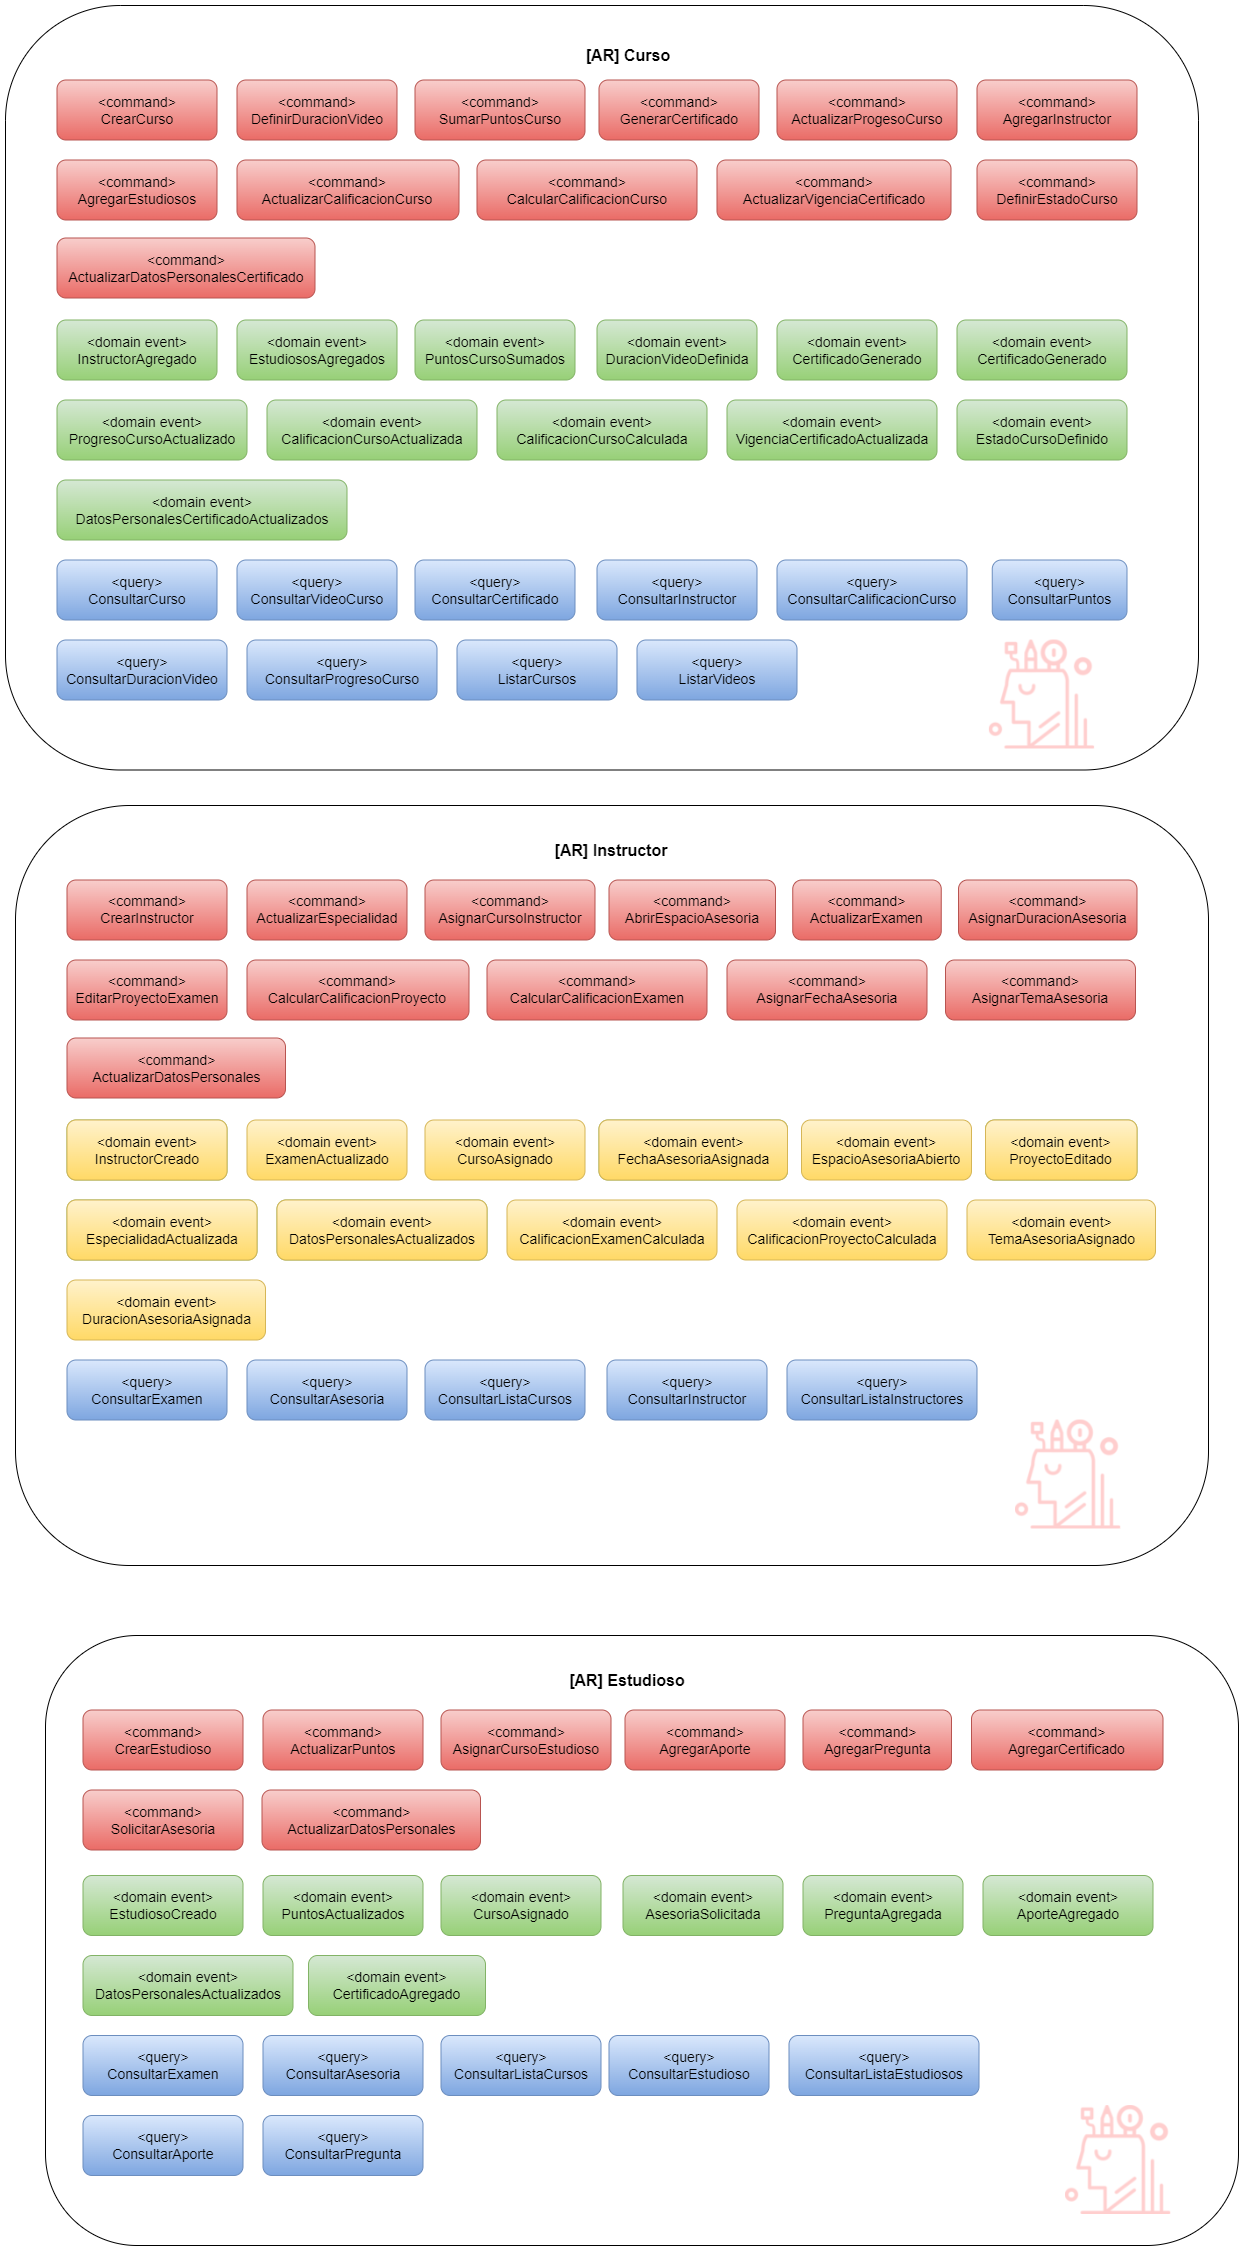 [AR] Curso
<command>
CrearCurso
<command>
DefinirDuracionVideo
<command>
SumarPuntosCurso
<command>
GenerarCertificado
<command>
ActualizarProgesoCurso
<command>
AgregarInstructor
<command>
AgregarEstudiosos
<command>
ActualizarCalificacionCurso
<command>
CalcularCalificacionCurso
<command>
ActualizarVigenciaCertificado
<command>
DefinirEstadoCurso
<command>
ActualizarDatosPersonalesCertificado
<domain event>
InstructorAgregado
<domain event>
EstudiososAgregados
<domain event>
PuntosCursoSumados
<domain event>
DuracionVideoDefinida
<domain event>
CertificadoGenerado
<domain event>
CertificadoGenerado
<domain event>
ProgresoCursoActualizado
<domain event>
CalificacionCursoActualizada
<domain event>
CalificacionCursoCalculada
<domain event>
VigenciaCertificadoActualizada
<domain event>
EstadoCursoDefinido
<domain event>
DatosPersonalesCertificadoActualizados
<query>
ConsultarCurso
<query>
ConsultarVideoCurso
<query>
ConsultarCertificado
<query>
ConsultarInstructor
<query>
ConsultarCalificacionCurso
<query>
ConsultarPuntos
<query>
ConsultarDuracionVideo
<query>
ConsultarProgresoCurso
<query>
ListarCursos
<query>
ListarVideos
[AR] Instructor
<command>
CrearInstructor
<command>
ActualizarEspecialidad
<command>
AsignarCursoInstructor
<command>
AbrirEspacioAsesoria
<command>
ActualizarExamen
<command>
AsignarDuracionAsesoria
<command>
EditarProyectoExamen
<command>
CalcularCalificacionProyecto
<command>
CalcularCalificacionExamen
<command>
AsignarFechaAsesoria
<command>
AsignarTemaAsesoria
<command>
ActualizarDatosPersonales
<domain event>
InstructorCreado
<domain event>
ExamenActualizado
<domain event>
CursoAsignado
<domain event>
FechaAsesoriaAsignada
<domain event>
EspacioAsesoriaAbierto
<domain event>
ProyectoEditado
<domain event>
EspecialidadActualizada
<domain event>
DatosPersonalesActualizados
<domain event>
CalificacionExamenCalculada
<domain event>
CalificacionProyectoCalculada
<domain event>
TemaAsesoriaAsignado
<domain event>
DuracionAsesoriaAsignada
<query>
ConsultarExamen
<query>
ConsultarAsesoria
<query>
ConsultarListaCursos
<query>
ConsultarInstructor
<query>
ConsultarListaInstructores
[AR] Estudioso
<command>
CrearEstudioso
<command>
ActualizarPuntos
<command>
AsignarCursoEstudioso
<command>
AgregarAporte
<command>
AgregarPregunta
<command>
AgregarCertificado
<command>
SolicitarAsesoria
<command>
ActualizarDatosPersonales
<domain event>
EstudiosoCreado
<domain event>
PuntosActualizados
<domain event>
CursoAsignado
<domain event>
AsesoriaSolicitada
<domain event>
PreguntaAgregada
<domain event>
AporteAgregado
<domain event>
DatosPersonalesActualizados
<domain event>
CertificadoAgregado
<query>
ConsultarExamen
<query>
ConsultarAsesoria
<query>
ConsultarListaCursos
<query>
ConsultarEstudioso
<query>
ConsultarListaEstudiosos
<query>
ConsultarAporte
<query>
ConsultarPregunta